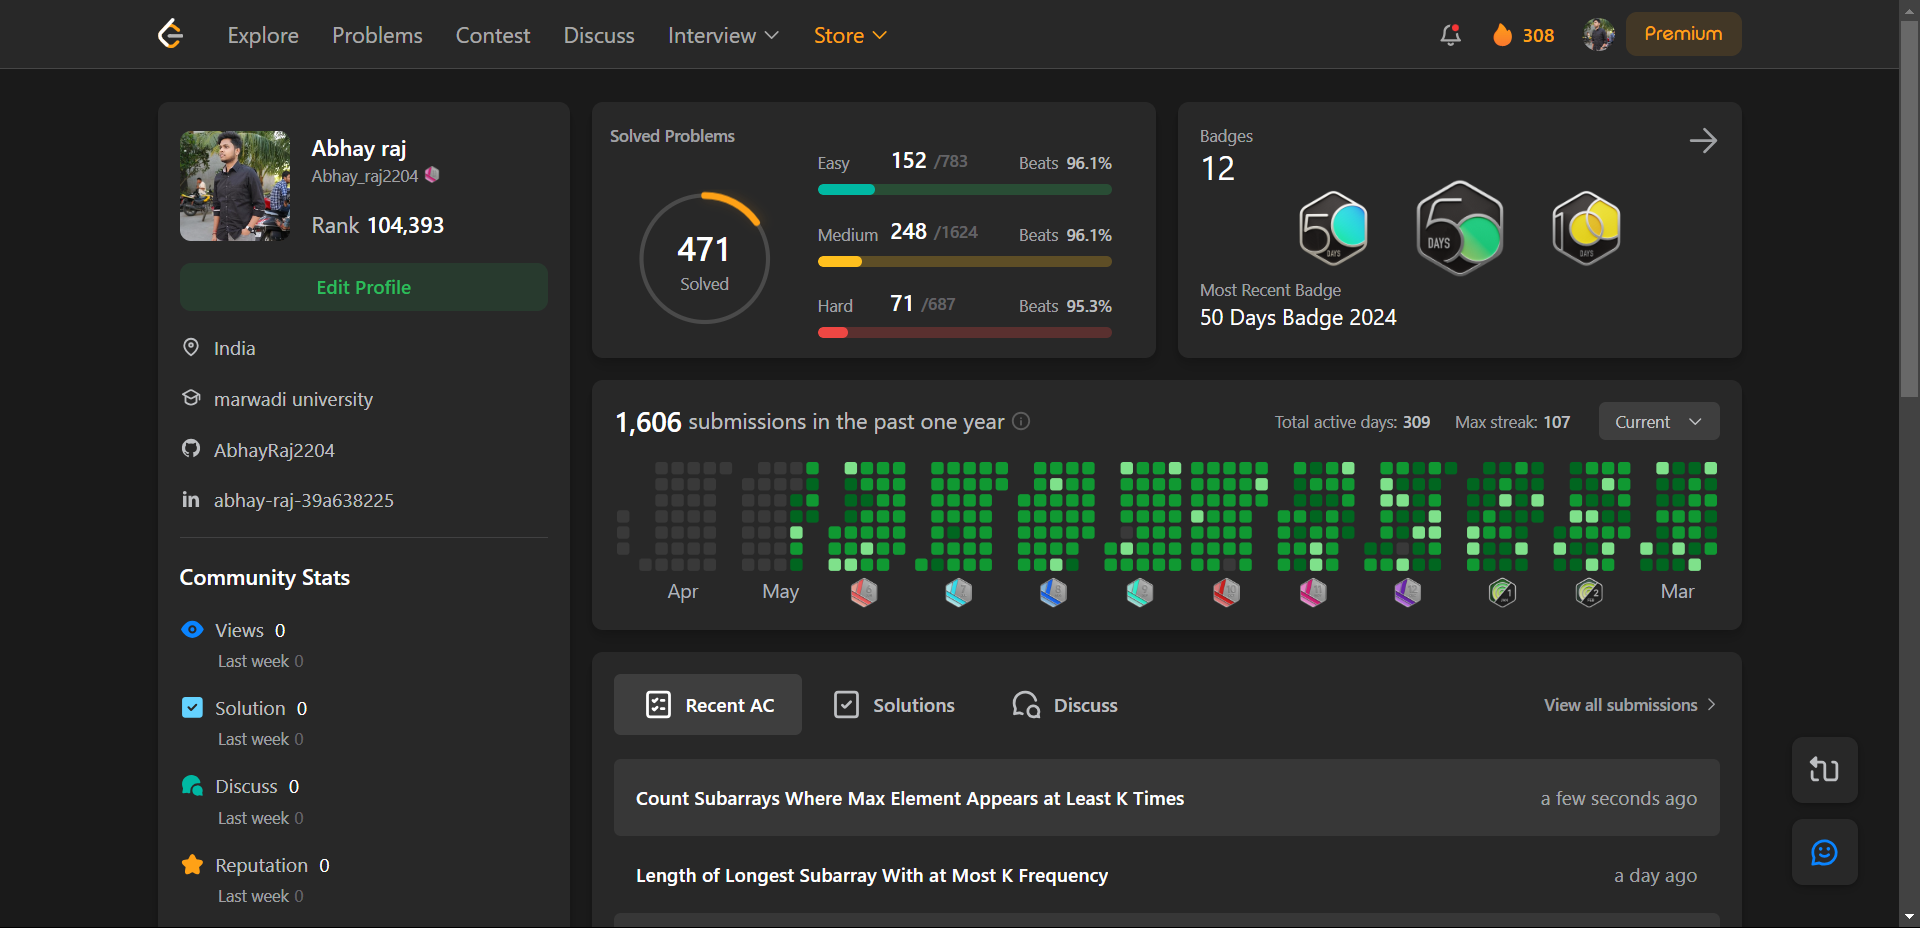 Explore Problems Contest Discuss Interview Store 308 Premium
Abhay raj
Abhay_raj2204
Rank 104,393
Edit Profile
India
marwadi university
AbhayRaj2204
abhay-raj-39a638225
Community Stats
Views 0
Last week 0
Solution 0
Last week 0
Discuss 0
Last week 0
Reputation 0
Last week 0
Solved Problems
471
Solved
Easy 152 /783 Beats 96.1%
Medium 248 /1624 Beats 96.1%
Hard 71 /687 Beats 95.3%
Badges
12
50 DAYS
50 DAYS
100 DAYS
Most Recent Badge
50 Days Badge 2024
1,606 submissions in the past one year Total active days: 309 Max streak: 107 Current
Apr May Mar
Recent AC Solutions Discuss View all submissions
Count Subarrays Where Max Element Appears at Least K Times a few seconds ago
Length of Longest Subarray With at Most K Frequency a day ago